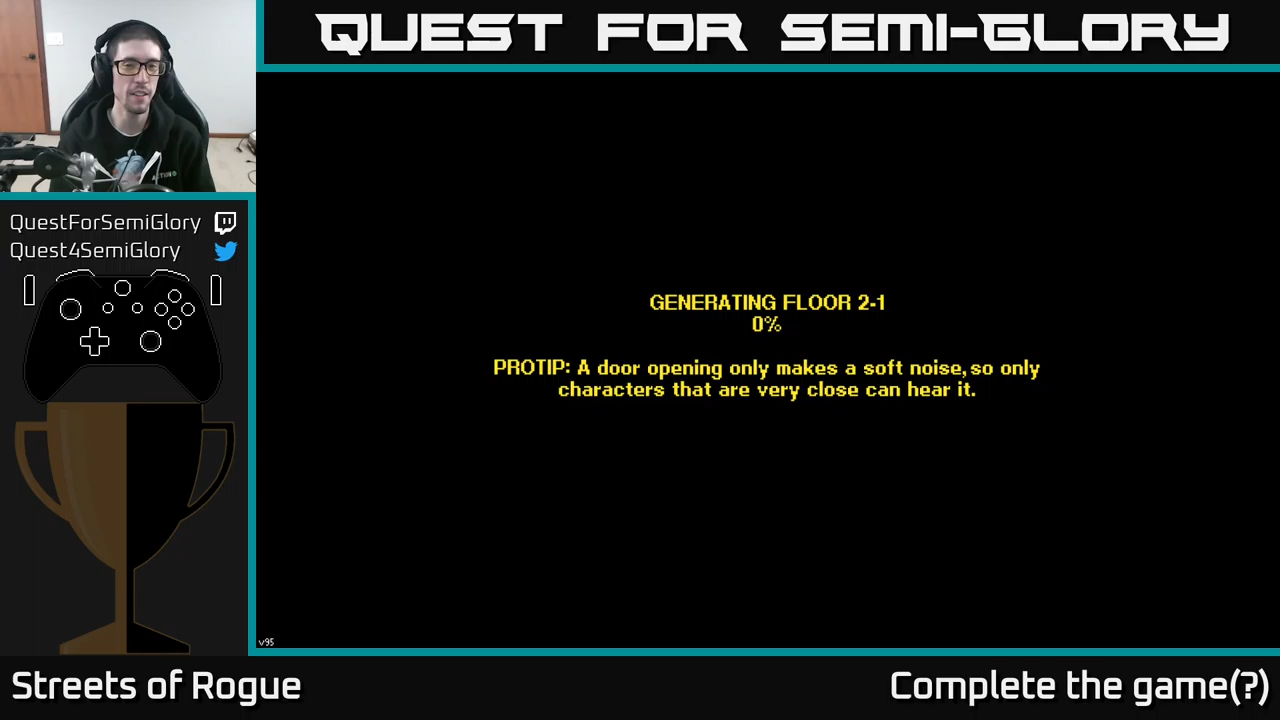 QUEST FOR SEMI-GLORY
QuestForSemiGlory
Quest4SemiGlory
GENERATING FLOOR 2-1
0%
PROTIP: A door opening only makes a soft noise, so only
characters that are very close can hear it.
v95
Streets of Rogue
Complete the game(?)